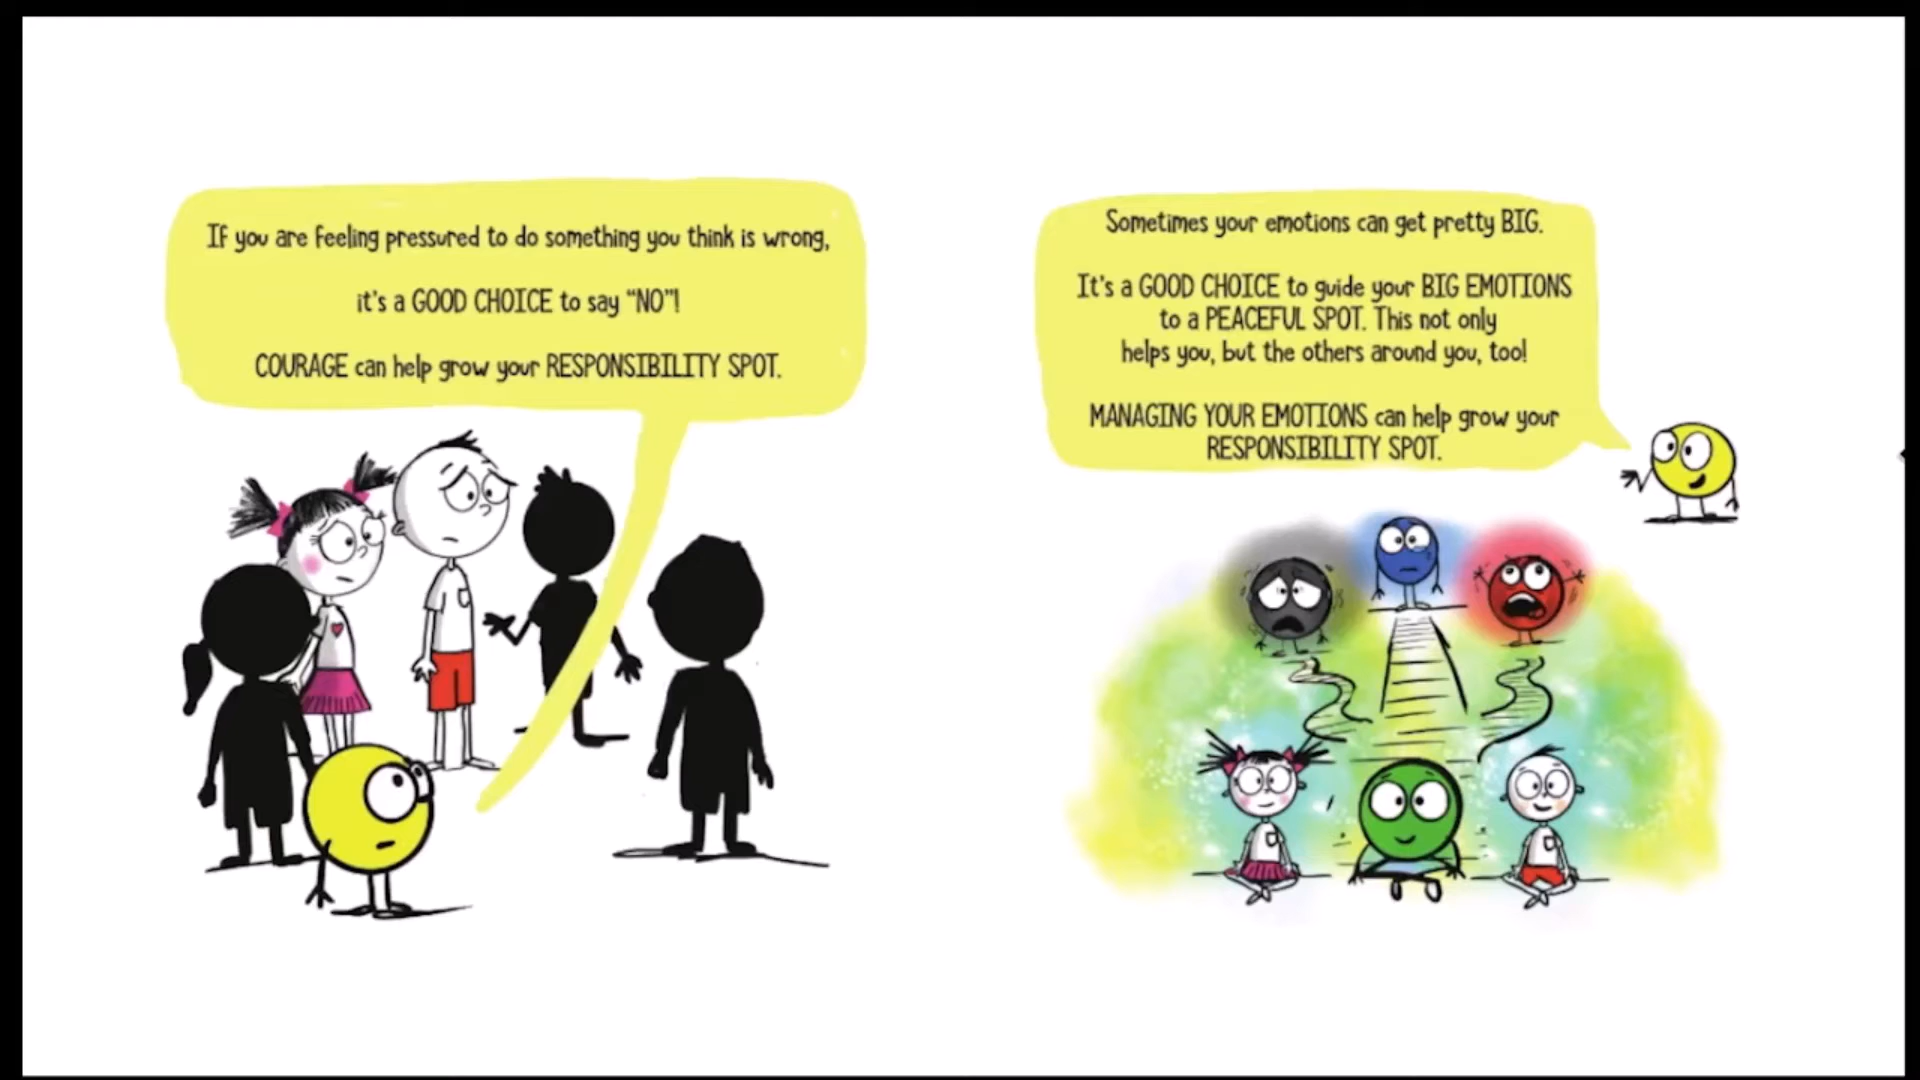 If you are feeling pressured to do something you think is wrong,
it's a GOOD CHOICE to say “NO”!
COURAGE can help grow your RESPONSIBILITY SPOT.
Sometimes your emotions can get pretty BIG.
It's a GOOD CHOICE to guide your BIG EMOTIONS
to a PEACEFUL SPOT. This not only
helps you, but the others around you, too!
MANAGING YOUR EMOTIONS can help grow your
RESPONSIBILITY SPOT.